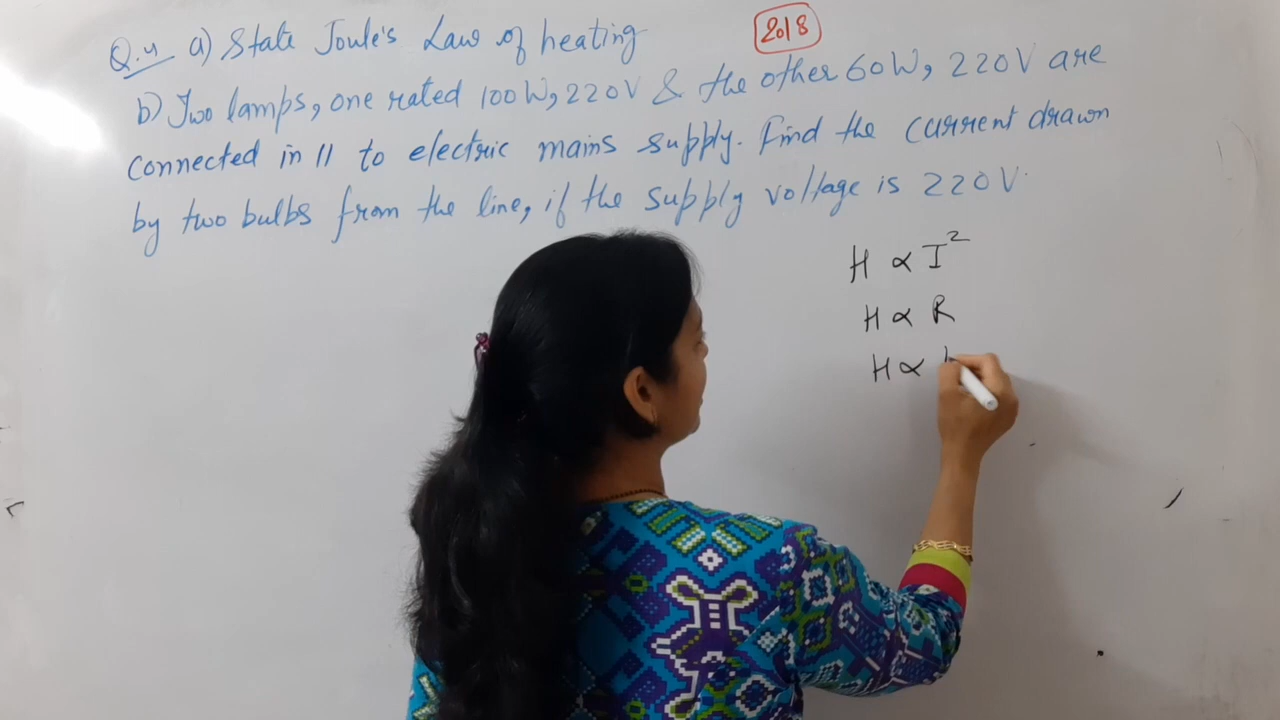 Q.4 a) State Joule's Law of heating 2018
b) Two lamps, one rated 100W, 220V & the other 60W, 220V are
connected in || to electric mains supply. Find the current drawn
by two bulbs from the line, if the supply voltage is 220V.
H ∝ I²
H ∝ R
H ∝